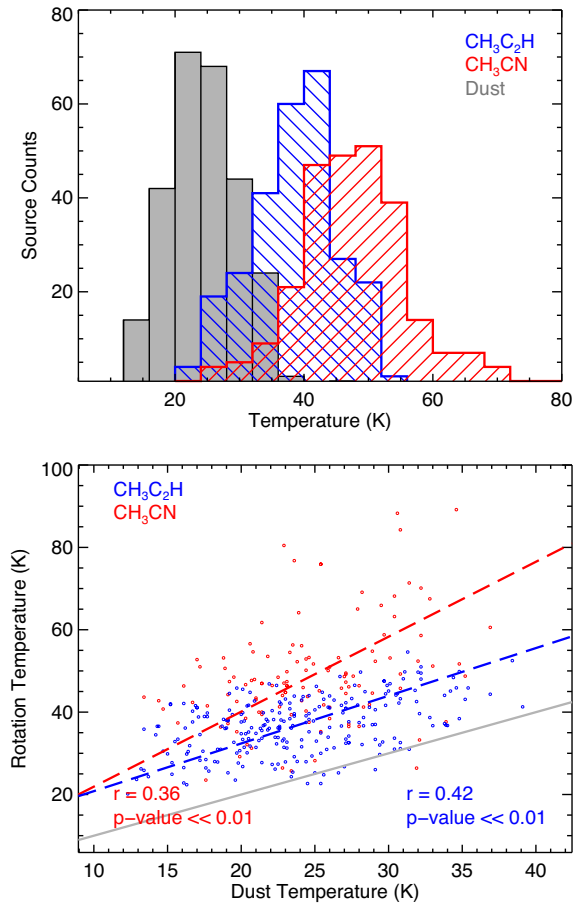 80
60
40
20
Source Counts
CH₃C₂H
CH₃CN
Dust
20 40 60 80
Temperature (K)
100
80
60
40
20
Rotation Temperature (K)
CH₃C₂H
CH₃CN
r = 0.36
p-value << 0.01
r = 0.42
p-value << 0.01
10 15 20 25 30 35 40
Dust Temperature (K)